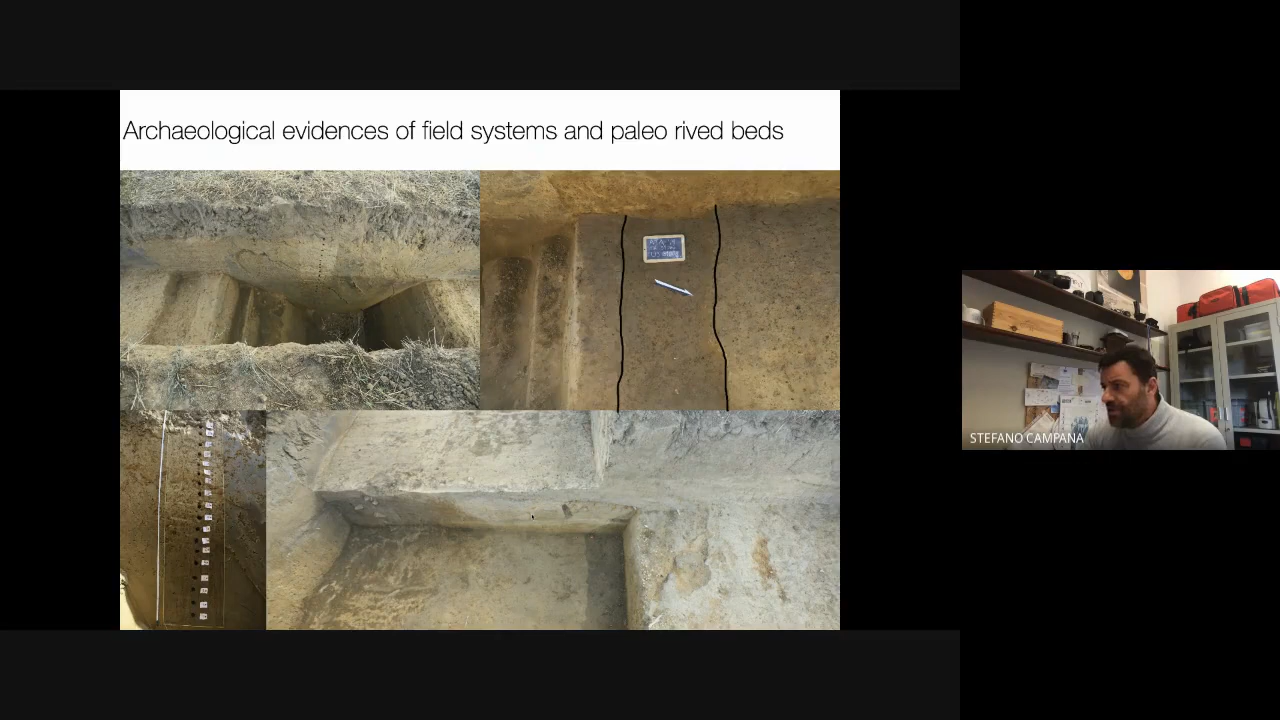 Archaeological evidences of field systems and paleo rived beds
STEFANO CAMPANA